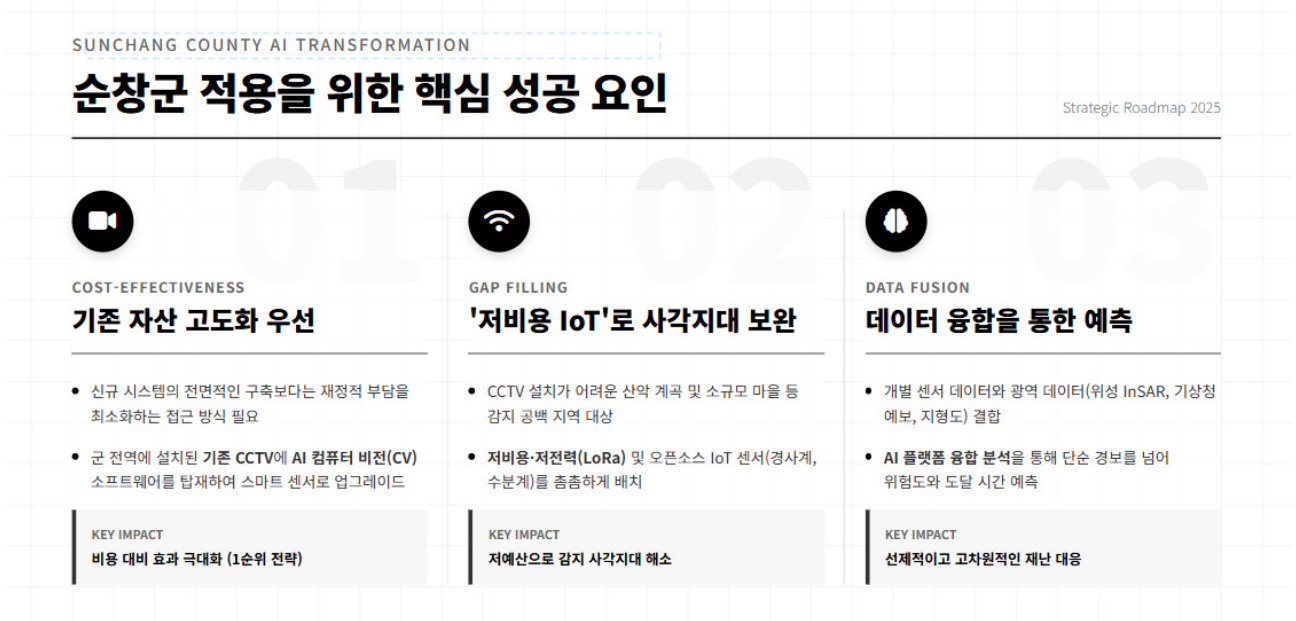 SUNCHANG COUNTY AI TRANSFORMATION
순창군 적용을 위한 핵심 성공 요인
Strategic Roadmap 2025
01
COST-EFFECTIVENESS
기존 자산 고도화 우선
신규 시스템의 전면적인 구축보다는 재정적 부담을
최소화하는 접근 방식 필요
군 전역에 설치된 기존 CCTV에 AI 컴퓨터 비전(CV)
소프트웨어를 탑재하여 스마트 센서로 업그레이드
KEY IMPACT
비용 대비 효과 극대화 (1순위 전략)
02
GAP FILLING
'저비용 IoT'로 사각지대 보완
CCTV 설치가 어려운 산악 계곡 및 소규모 마을 등
감지 공백 지역 대상
저비용·저전력(LoRa) 및 오픈소스 IoT 센서(경사계,
수분계)를 촘촘하게 배치
KEY IMPACT
저예산으로 감지 사각지대 해소
03
DATA FUSION
데이터 융합을 통한 예측
개별 센서 데이터와 광역 데이터(위성 InSAR, 기상청
예보, 지형도) 결합
AI 플랫폼 융합 분석을 통해 단순 경보를 넘어
위험도와 도달 시간 예측
KEY IMPACT
선제적이고 고차원적인 재난 대응